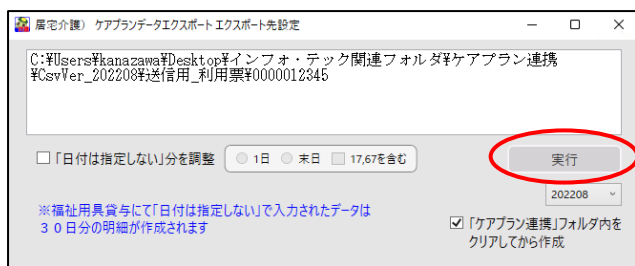 居宅介護） ケアプランデータエクスポート エクスポート先設定
C:¥Users¥kanazawa¥Desktop¥インフォ・テック関連フォルダ¥ケアプラン連携
¥CsvVer_202208¥送信用_利用票¥0000012345
「日付は指定しない」分を調整 1日 末日 17,67を含む 実行
202208
※福祉用具貸与にて「日付は指定しない」で入力されたデータは
３０日分の明細が作成されます
「ケアプラン連携」フォルダ内を
クリアしてから作成